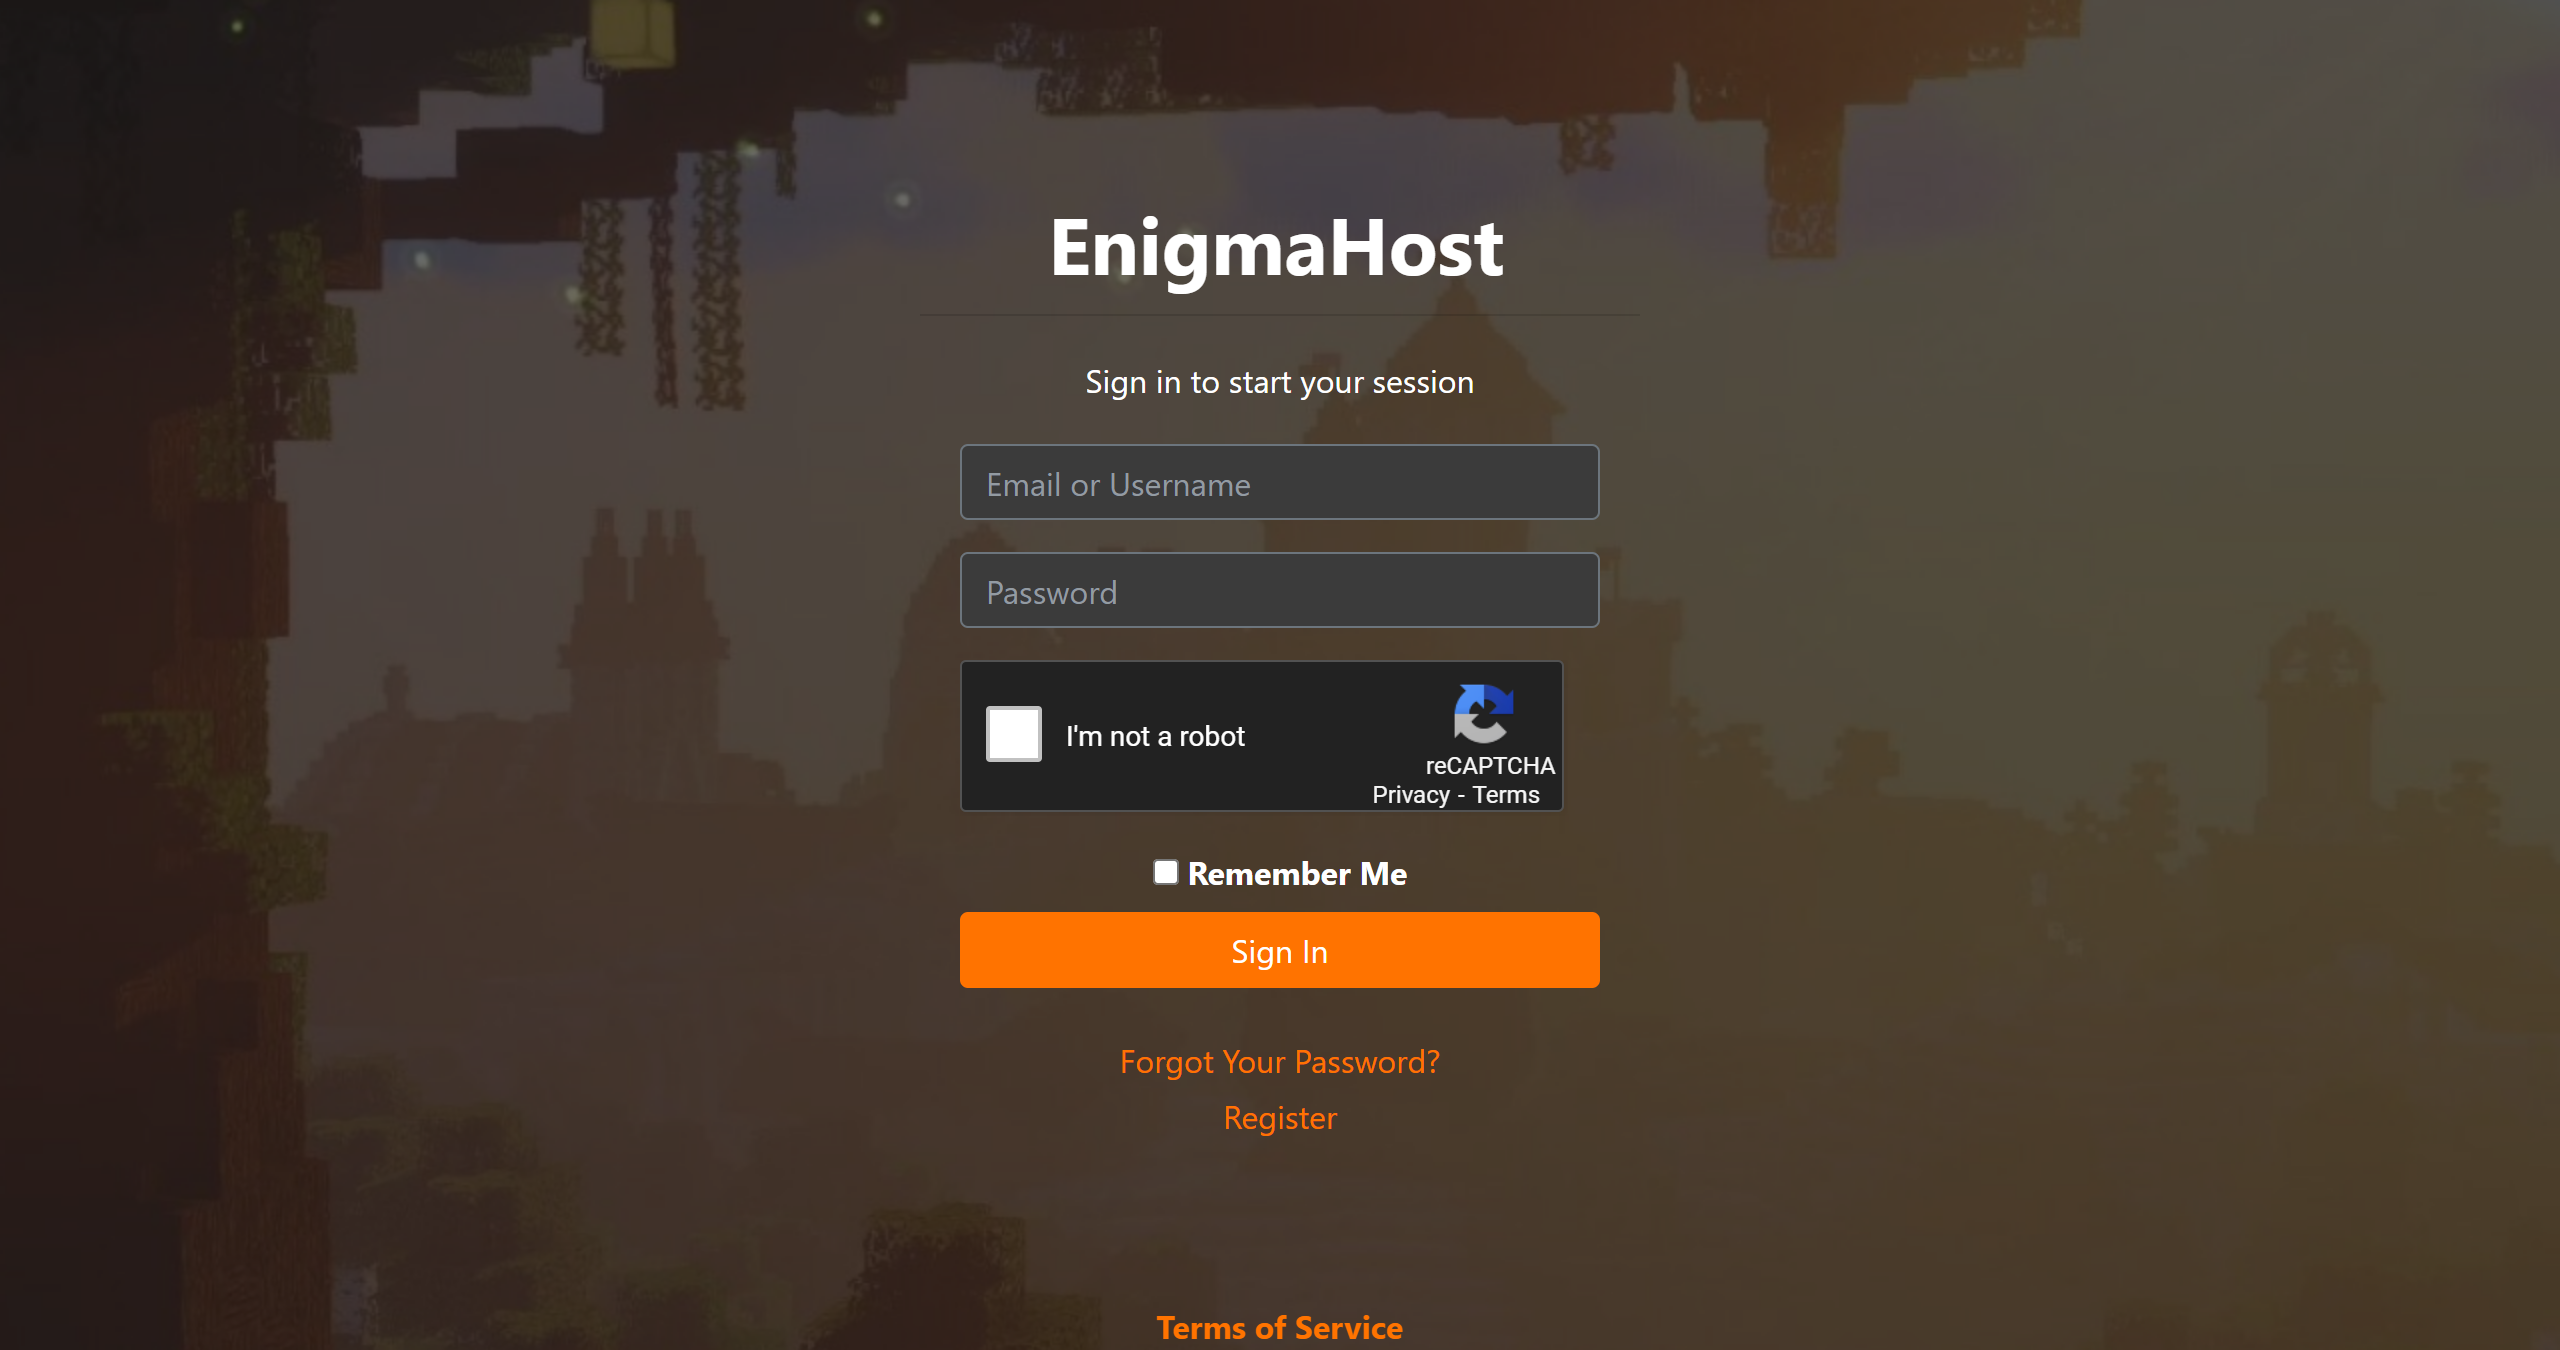 EnigmaHost
Sign in to start your session
Email or Username
Password
I'm not a robot
reCAPTCHA
Privacy - Terms
Remember Me
Sign In
Forgot Your Password?
Register
Terms of Service